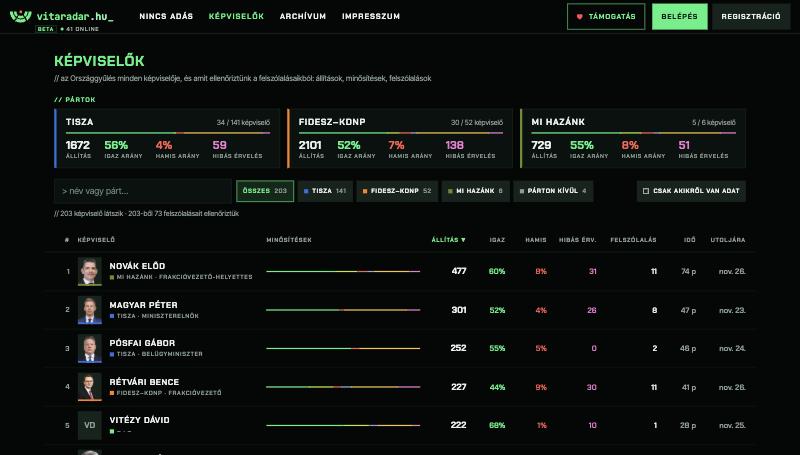 vitaradar.hu_
BETA • 41 ONLINE
NINCS ADÁS KÉPVISELŐK ARCHÍVUM IMPRESSZUM
TÁMOGATÁS BELÉPÉS REGISZTRÁCIÓ
KÉPVISELŐK
// az Országgyűlés minden képviselője, és amit ellenőriztünk a felszólalásaikból: állítások, minősítések, felszólalások
// PÁRTOK
TISZA 34 / 141 képviselő
1672 56% 4% 59
ÁLLÍTÁS IGAZ ARÁNY HAMIS ARÁNY HIBÁS ÉRVELÉS
FIDESZ–KDNP 30 / 52 képviselő
2101 52% 7% 138
ÁLLÍTÁS IGAZ ARÁNY HAMIS ARÁNY HIBÁS ÉRVELÉS
MI HAZÁNK 5 / 6 képviselő
729 55% 8% 51
ÁLLÍTÁS IGAZ ARÁNY HAMIS ARÁNY HIBÁS ÉRVELÉS
> név vagy párt...
ÖSSZES 203 TISZA 141 FIDESZ–KDNP 52 MI HAZÁNK 6 PÁRTON KÍVÜL 4 CSAK AKIKRŐL VAN ADAT
// 203 képviselő látszik · 203-ból 73 felszólalásait ellenőriztük
# KÉPVISELŐ MINŐSÍTÉSEK ÁLLÍTÁS ▼ IGAZ HAMIS HIBÁS ÉRV. FELSZÓLALÁS IDŐ UTOLJÁRA
1 NOVÁK ELŐD 477 60% 8% 31 11 74 p nov. 26.
MI HAZÁNK · FRAKCIÓVEZETŐ-HELYETTES
2 MAGYAR PÉTER 301 52% 4% 26 8 47 p nov. 23.
TISZA · MINISZTERELNÖK
3 PÓSFAI GÁBOR 252 55% 5% 0 2 46 p nov. 24.
TISZA · BELÜGYMINISZTER
4 RÉTVÁRI BENCE 227 44% 9% 30 11 41 p nov. 26.
FIDESZ–KDNP · FRAKCIÓVEZETŐ
5 VD VITÉZY DÁVID 222 68% 1% 10 1 28 p nov. 25.